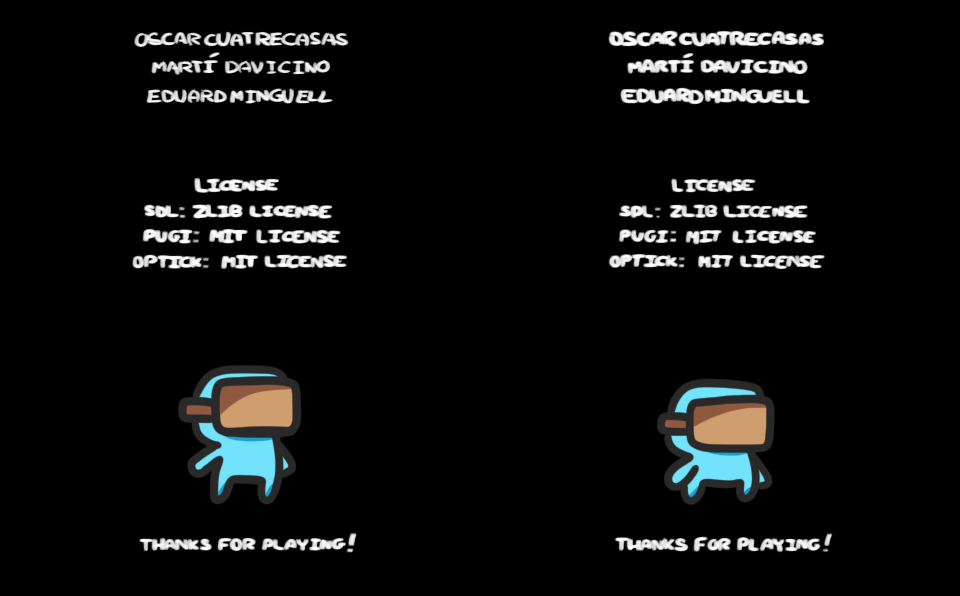 OSCAR CUATRECASAS
MARTÍ DAVICINO
EDUARD MINGUELL
LICENSE
SDL: ZLIB LICENSE
PUGI: MIT LICENSE
OPTICK: MIT LICENSE
THANKS FOR PLAYING!
OSCAR CUATRECASAS
MARTÍ DAVICINO
EDUARD MINGUELL
LICENSE
SDL: ZLIB LICENSE
PUGI: MIT LICENSE
OPTICK: MIT LICENSE
THANKS FOR PLAYING!